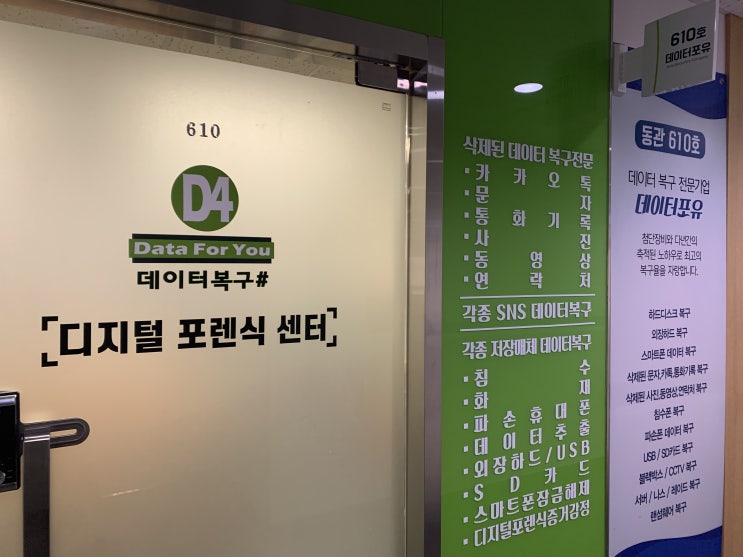 610
D4
Data For You
데이터복구#
디지털 포렌식 센터
삭제된 데이터 복구전문
·카카오톡
·문자
·통화기록
·사진
·동영상
·연락처
각종 SNS 데이터복구
각종 저장매체 데이터복구
·침수
·화재
·파손휴대폰
·데이터추출
·외장하드/USB
·SD카드
·스마트폰잠금해제
·디지털포렌식증거감정
610호
데이터포유
동관 610호
데이터 복구 전문기업
데이터포유
첨단장비와 다년간의
축적된 노하우로 최고의
복구율을 자랑합니다.
하드디스크 복구
외장하드 복구
스마트폰 데이터 복구
삭제된 문자,카톡,통화기록 복구
삭제된 사진,동영상,연락처 복구
침수폰 복구
파손폰 데이터 복구
USB / SD카드 복구
블랙박스 / CCTV 복구
서버 / 나스 / 레이드 복구
랜섬웨어 복구